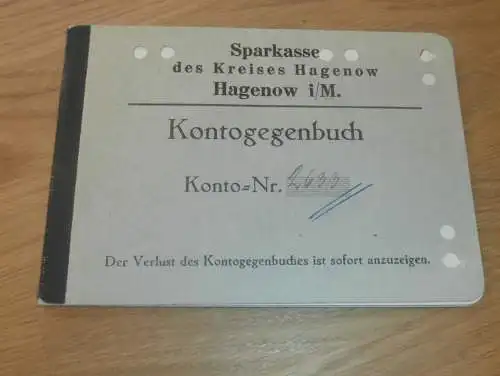 Sparkasse
des Kreises Hagenow
Hagenow i/M.
Kontogegenbuch
Konto=Nr.
Der Verlust des Kontogegenbuches ist sofort anzuzeigen.